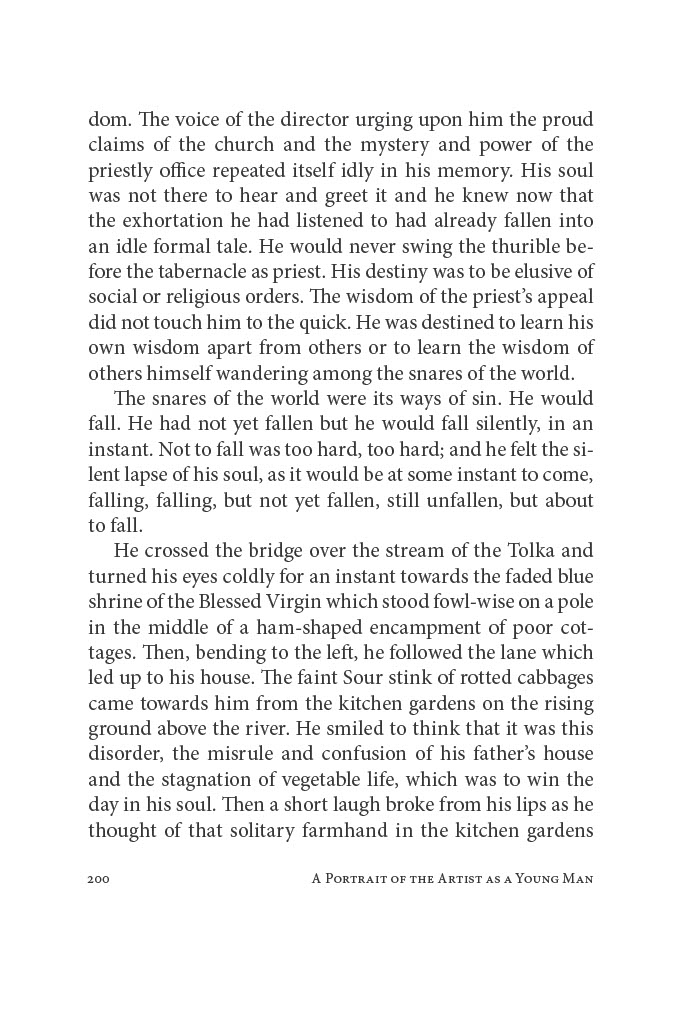 dom. The voice of the director urging upon him the proud
claims of the church and the mystery and power of the
priestly office repeated itself idly in his memory. His soul
was not there to hear and greet it and he knew now that
the exhortation he had listened to had already fallen into
an idle formal tale. He would never swing the thurible be-
fore the tabernacle as priest. His destiny was to be elusive of
social or religious orders. The wisdom of the priest’s appeal
did not touch him to the quick. He was destined to learn his
own wisdom apart from others or to learn the wisdom of
others himself wandering among the snares of the world.
The snares of the world were its ways of sin. He would
fall. He had not yet fallen but he would fall silently, in an
instant. Not to fall was too hard, too hard; and he felt the si-
lent lapse of his soul, as it would be at some instant to come,
falling, falling, but not yet fallen, still unfallen, but about
to fall.
He crossed the bridge over the stream of the Tolka and
turned his eyes coldly for an instant towards the faded blue
shrine of the Blessed Virgin which stood fowl-wise on a pole
in the middle of a ham-shaped encampment of poor cot-
tages. Then, bending to the left, he followed the lane which
led up to his house. The faint Sour stink of rotted cabbages
came towards him from the kitchen gardens on the rising
ground above the river. He smiled to think that it was this
disorder, the misrule and confusion of his father’s house
and the stagnation of vegetable life, which was to win the
day in his soul. Then a short laugh broke from his lips as he
thought of that solitary farmhand in the kitchen gardens
200 A Portrait of the Artist as a Young Man